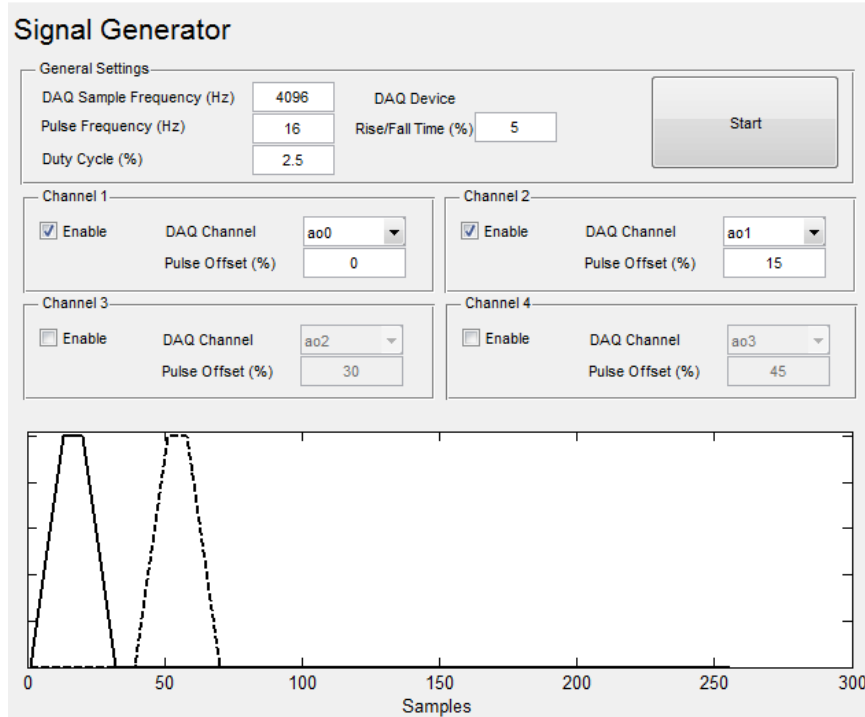 Signal Generator
General Settings
DAQ Sample Frequency (Hz) 4096 DAQ Device
Pulse Frequency (Hz) 16 Rise/Fall Time (%) 5
Duty Cycle (%) 2.5
Start
Channel 1
Enable DAQ Channel ao0
Pulse Offset (%) 0
Channel 2
Enable DAQ Channel ao1
Pulse Offset (%) 15
Channel 3
Enable DAQ Channel ao2
Pulse Offset (%) 30
Channel 4
Enable DAQ Channel ao3
Pulse Offset (%) 45
0 50 100 150 200 250 300
Samples